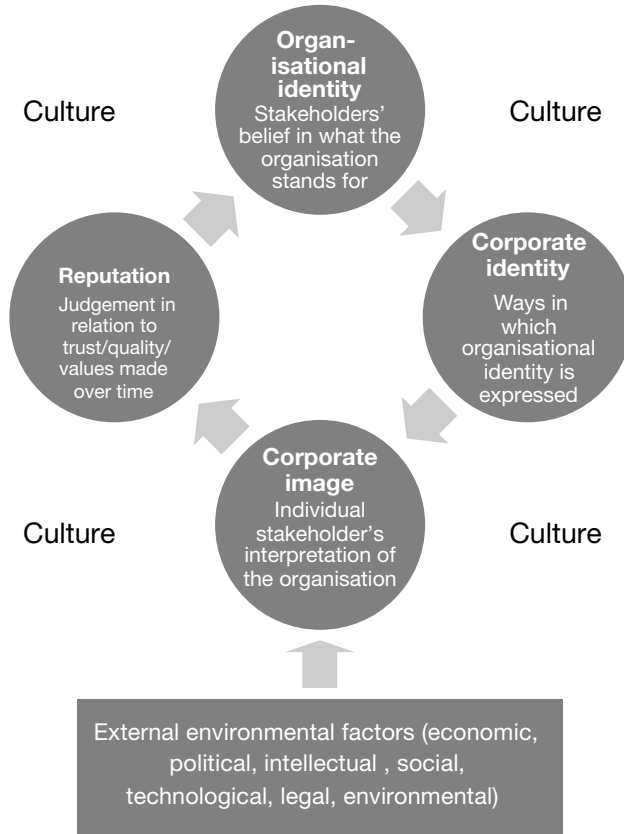 Organ-
isational
identity
Stakeholders’
belief in what the
organisation
stands for
Culture
Culture
Reputation
Judgement in
relation to
trust/quality/
values made
over time
Corporate
identity
Ways in
which
organisational
identity is
expressed
Corporate
image
Individual
stakeholder’s
interpretation of
the organisation
Culture
Culture
External environmental factors (economic,
political, intellectual , social,
technological, legal, environmental)